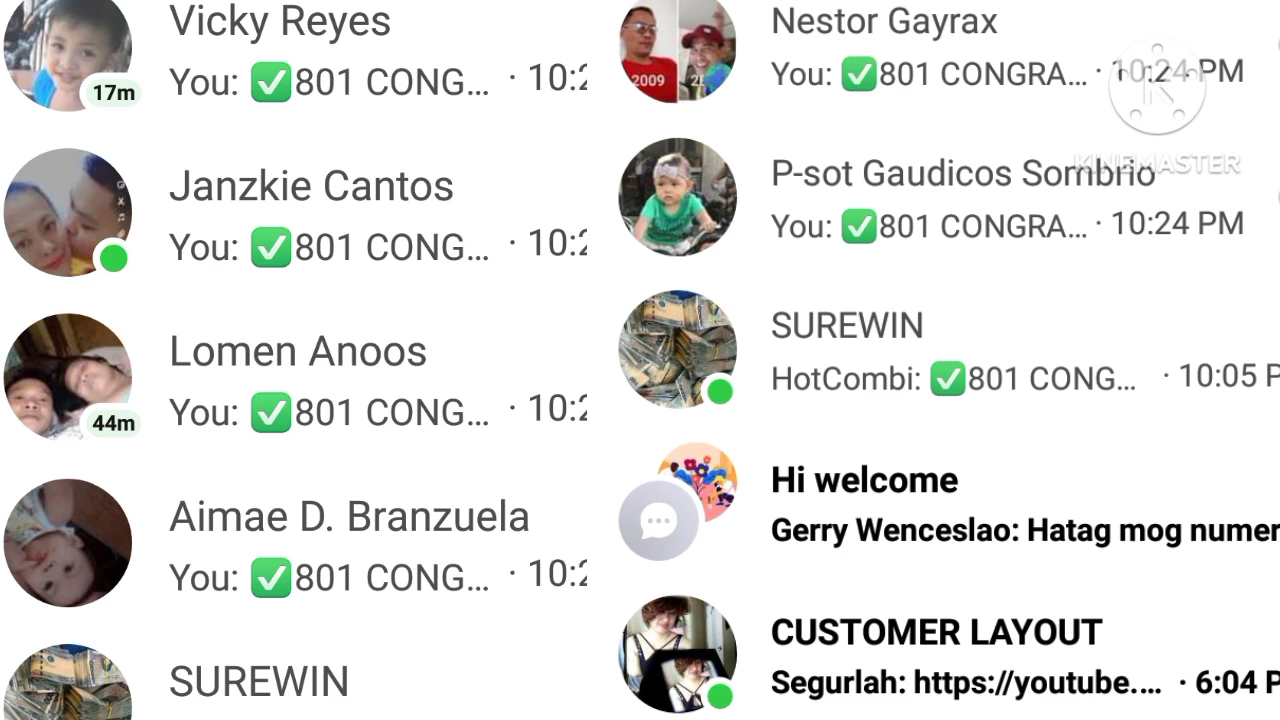 Vicky Reyes
You: ✅801 CONG... · 10:2
17m
Janzkie Cantos
You: ✅801 CONG... · 10:2
Lomen Anoos
You: ✅801 CONG... · 10:2
44m
Aimae D. Branzuela
You: ✅801 CONG... · 10:2
SUREWIN
Nestor Gayrax
You: ✅801 CONGRA... · 10:24 PM
2009
KINEMASTER
P-sot Gaudicos Sombrio
You: ✅801 CONGRA... · 10:24 PM
SUREWIN
HotCombi: ✅801 CONG... · 10:05 P
Hi welcome
Gerry Wenceslao: Hatag mog numer
CUSTOMER LAYOUT
Segurlah: https://youtube.... · 6:04 P